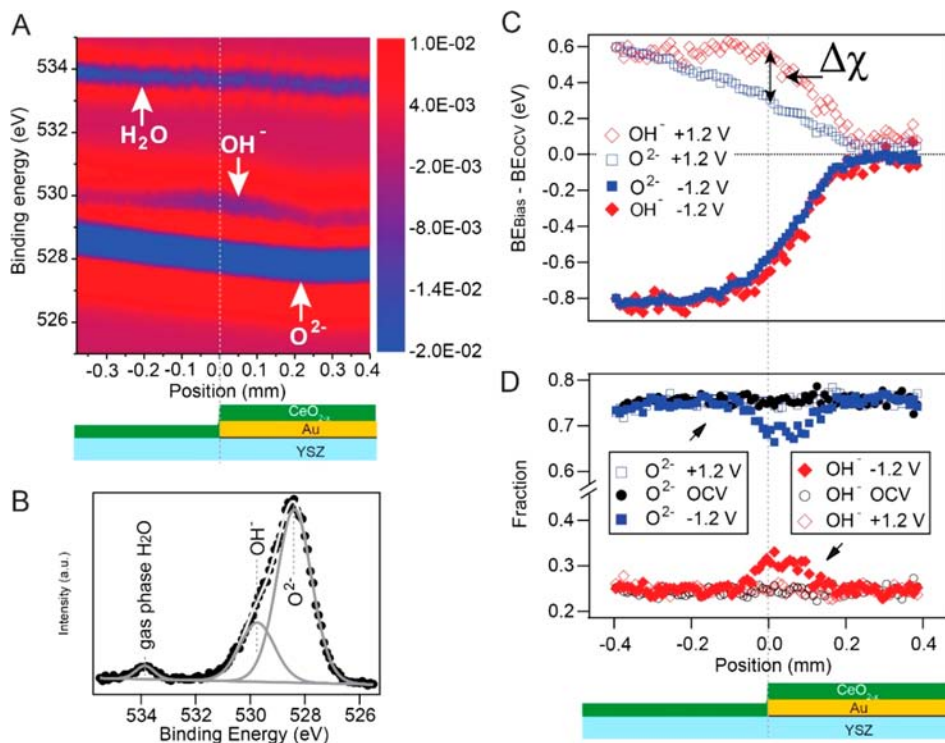 A
Binding energy (eV)
534
532
530
528
526
H₂O
OH⁻
O²⁻
-0.3 -0.2 -0.1 0.0 0.1 0.2 0.3 0.4
Position (mm)
1.0E-02
4.0E-03
-2.0E-03
-8.0E-03
-1.4E-02
-2.0E-02
CeO₂₋ₓ
Au
YSZ
B
Intensity (a.u.)
gas phase H2O
OH⁻
O²⁻
534 532 530 528 526
Binding Energy (eV)
C
BEBias - BEOCV (eV)
0.6
0.4
0.2
0.0
-0.2
-0.4
-0.6
-0.8
Δχ
OH⁻ +1.2 V
O²⁻ +1.2 V
O²⁻ -1.2 V
OH⁻ -1.2 V
D
Fraction
0.8
0.7
0.6
0.4
0.3
0.2
O²⁻ +1.2 V
O²⁻ OCV
O²⁻ -1.2 V
OH⁻ -1.2 V
OH⁻ OCV
OH⁻ +1.2 V
-0.4 -0.2 0.0 0.2 0.4
Position (mm)
CeO₂₋ₓ
Au
YSZ